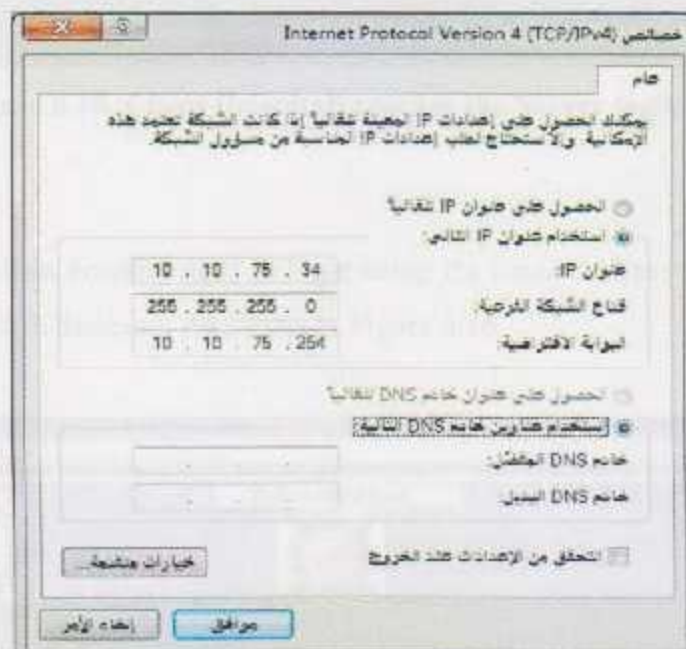 خصائص Internet Protocol Version 4 (TCP/IPv4)
عام
يمكنك الحصول على إعدادات IP المعينة تلقائياً إذا كانت الشبكة تعتمد هذه
الإمكانية. وإلا ستحتاج لطلب إعدادات IP المناسبة من مسؤول الشبكة.
الحصول على عنوان IP تلقائياً
استخدام عنوان IP التالي:
عنوان IP:
10 . 10 . 75 . 34
قناع الشبكة الفرعية:
255 . 255 . 255 . 0
البوابة الافتراضية:
10 . 10 . 75 . 254
الحصول على عنوان خادم DNS تلقائياً
استخدام عناوين خادم DNS التالية:
خادم DNS المفضل:
خادم DNS البديل:
التحقق من الإعدادات عند الخروج
خيارات متقدمة...
موافق
إلغاء الأمر